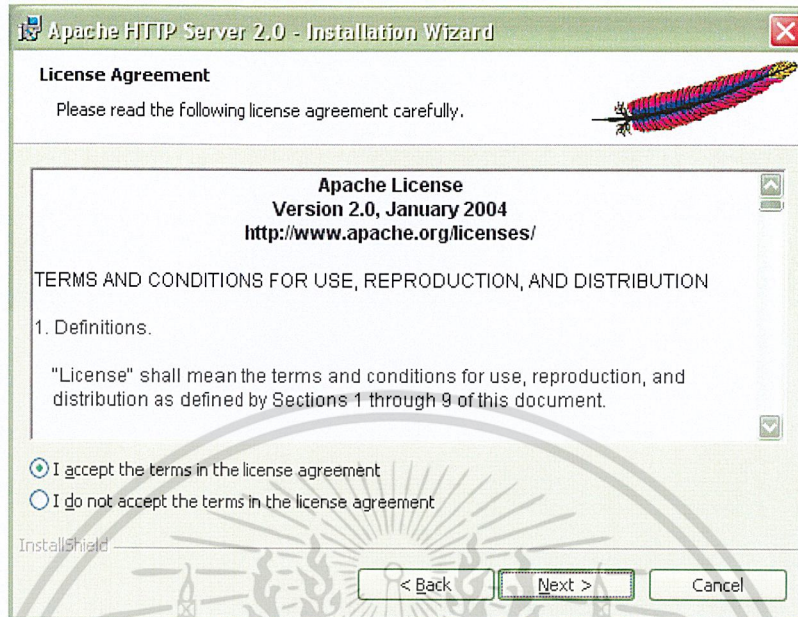 Apache HTTP Server 2.0 - Installation Wizard
License Agreement
Please read the following license agreement carefully.
Apache License
Version 2.0, January 2004
http://www.apache.org/licenses/
TERMS AND CONDITIONS FOR USE, REPRODUCTION, AND DISTRIBUTION
1. Definitions.
"License" shall mean the terms and conditions for use, reproduction, and
distribution as defined by Sections 1 through 9 of this document.
I accept the terms in the license agreement
I do not accept the terms in the license agreement
InstallShield
< Back Next > Cancel